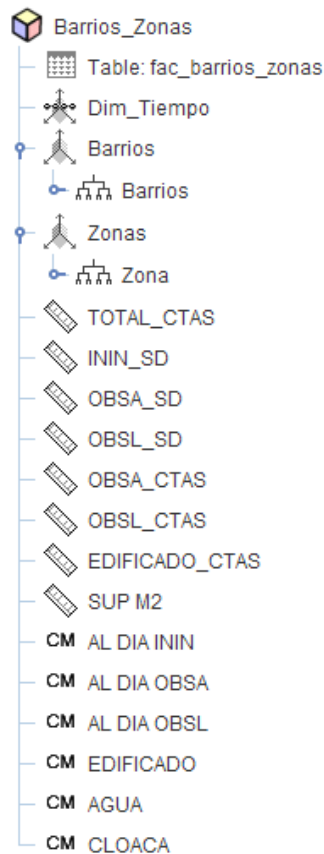 Barrios_Zonas
Table: fac_barrios_zonas
Dim_Tiempo
Barrios
Barrios
Zonas
Zona
TOTAL_CTAS
ININ_SD
OBSA_SD
OBSL_SD
OBSA_CTAS
OBSL_CTAS
EDIFICADO_CTAS
SUP M2
CM AL DIA ININ
CM AL DIA OBSA
CM AL DIA OBSL
CM EDIFICADO
CM AGUA
CM CLOACA